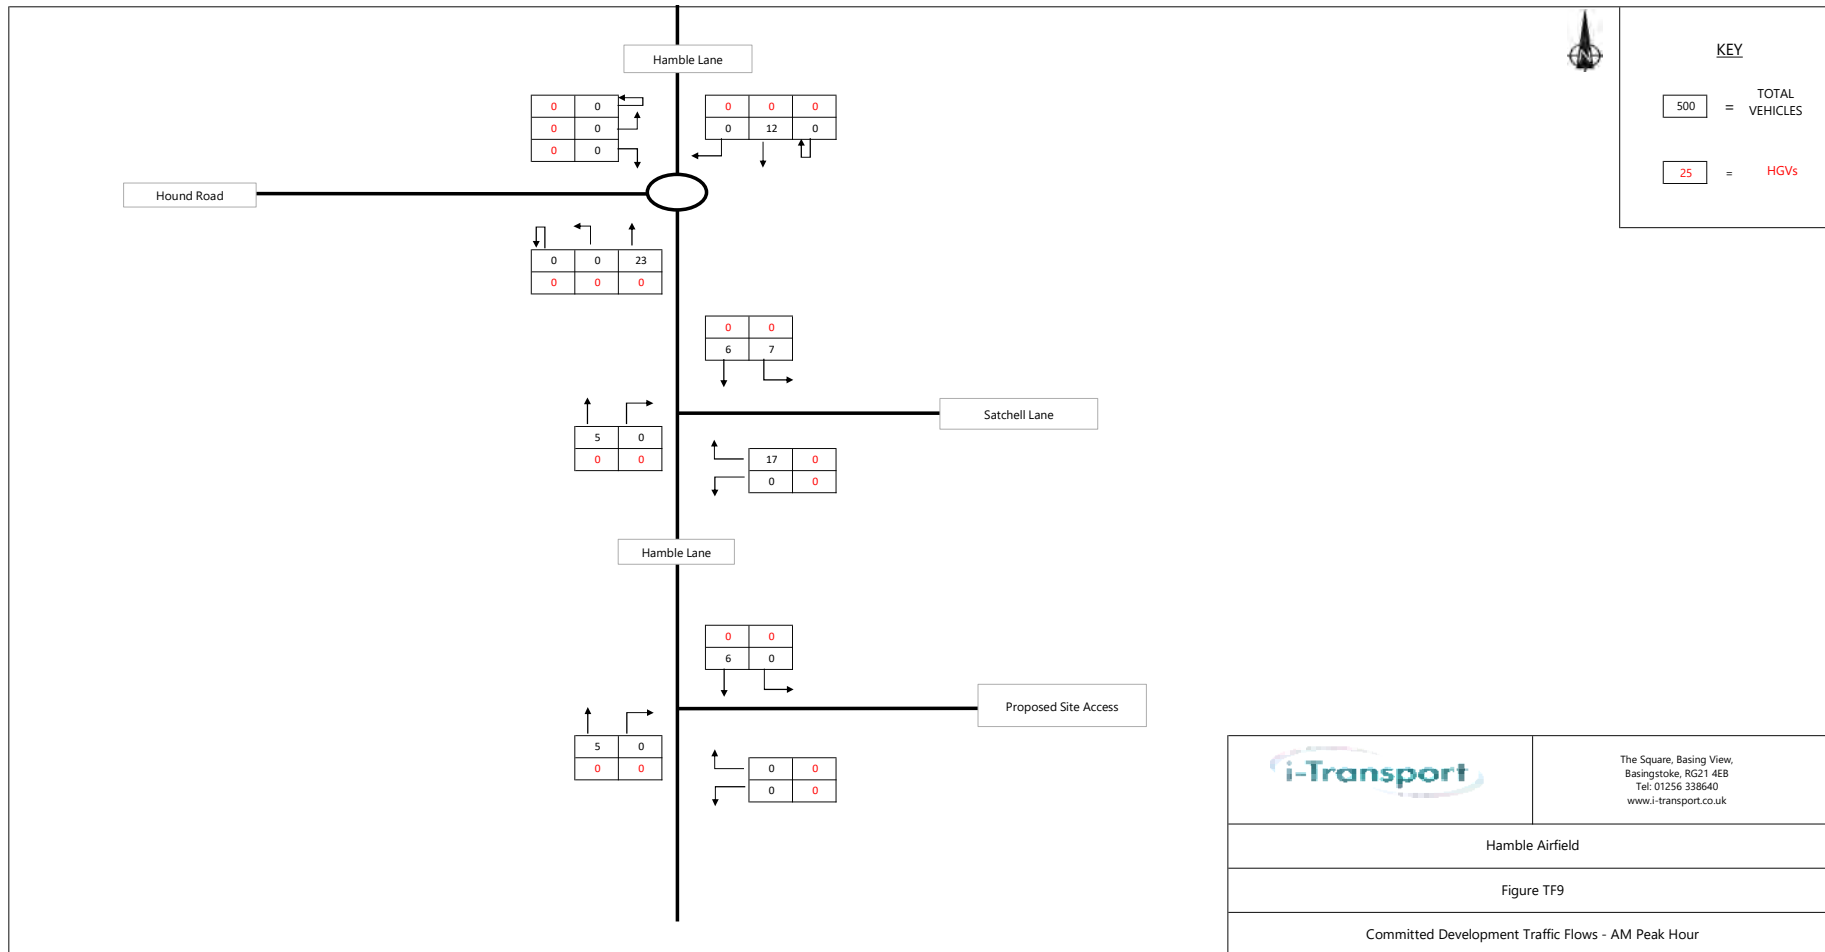 Hamble Lane
KEY
500 = TOTAL VEHICLES
25 = HGVs
0 0
0 0
0 0
0 0 0
0 12 0
Hound Road
0 0 23
0 0 0
0 0
6 7
Satchell Lane
5 0
0 0
17 0
0 0
Hamble Lane
0 0
6 0
Proposed Site Access
5 0
0 0
0 0
0 0
i-Transport
The Square, Basing View,
Basingstoke, RG21 4EB
Tel: 01256 338640
www.i-transport.co.uk
Hamble Airfield
Figure TF9
Committed Development Traffic Flows - AM Peak Hour